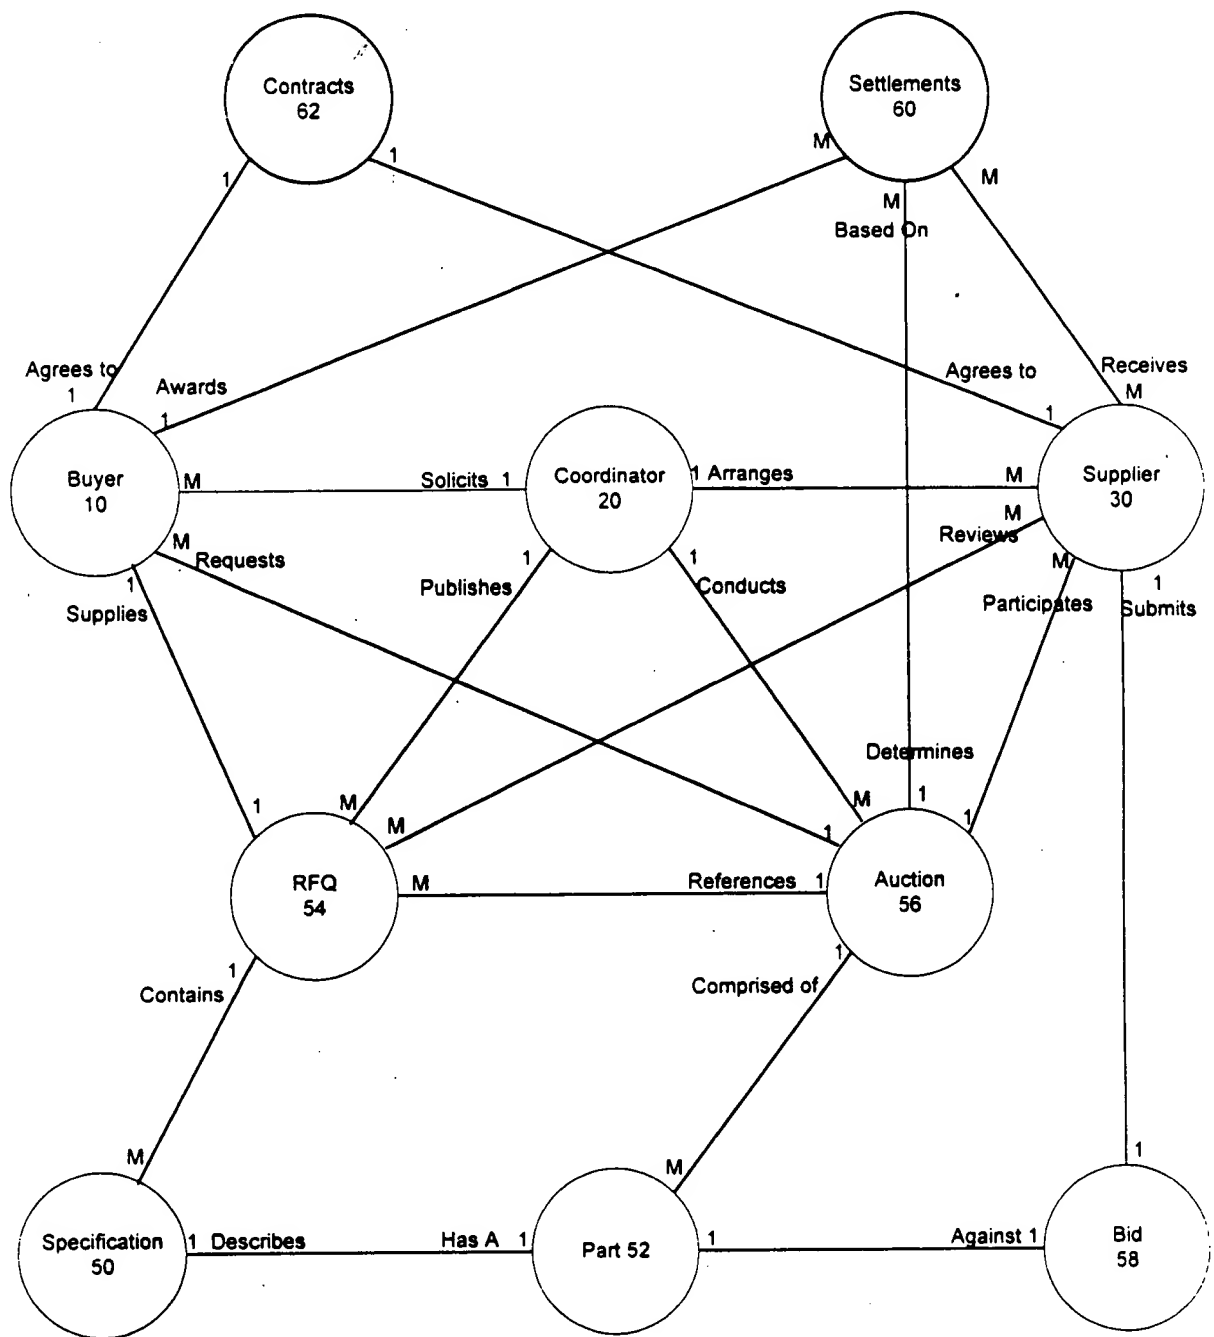 Contracts
62
Settlements
60
1
1
M
M
M
Based On
Agrees to
1
Awards
1
Agrees to
1
Receives
M
Buyer
10
M
Solicits 1
Coordinator
20
1 Arranges
M
Supplier
30
M
Requests
1
Supplies
1
Publishes
1
Conducts
M
Reviews
M
Participates
1
Submits
Determines
1
M
M
M
1
1
1
RFQ
54
M
References 1
Auction
56
1
Contains
1
Comprised of
M
M
1
Specification
50
1 Describes
Has A 1
Part 52
1
Against 1
Bid
58